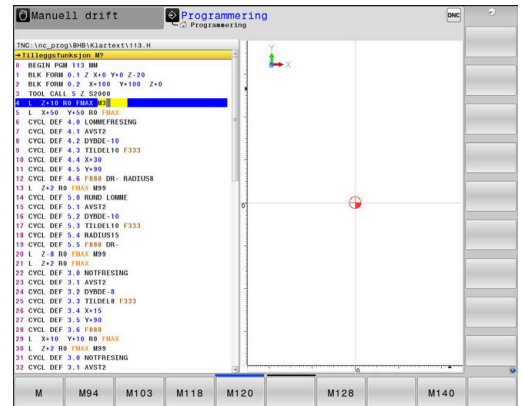 Manuell drift
Programmering
Programmering
DNC
TNC:\nc_prog\BHB\Klartext\113.H
→Tilleggsfunksjon M?
0 BEGIN PGM 113 MM
1 BLK FORM 0.1 Z X+0 Y+0 Z-20
2 BLK FORM 0.2 X+100 Y+100 Z+0
3 TOOL CALL 5 Z S2000
4 L Z+10 R0 FMAX M3
5 L X+50 Y+50 R0 FMAX
6 CYCL DEF 4.0 LOMMEFRESING
7 CYCL DEF 4.1 AVST2
8 CYCL DEF 4.2 DYBDE-10
9 CYCL DEF 4.3 TILDEL10 F333
10 CYCL DEF 4.4 X+30
11 CYCL DEF 4.5 Y+90
12 CYCL DEF 4.6 F888 DR- RADIUS8
13 L Z+2 R0 FMAX M99
14 CYCL DEF 5.0 RUND LOMME
15 CYCL DEF 5.1 AVST2
16 CYCL DEF 5.2 DYBDE-10
17 CYCL DEF 5.3 TILDEL10 F333
18 CYCL DEF 5.4 RADIUS15
19 CYCL DEF 5.5 F888 DR-
20 L Z-8 R0 FMAX M99
21 L Z+2 R0 FMAX
22 CYCL DEF 3.0 NOTFRESING
23 CYCL DEF 3.1 AVST2
24 CYCL DEF 3.2 DYBDE-8
25 CYCL DEF 3.3 TILDEL8 F333
26 CYCL DEF 3.4 X+15
27 CYCL DEF 3.5 Y+90
28 CYCL DEF 3.6 F888
29 L X+10 Y+10 R0 FMAX
30 L Z+2 R0 FMAX M99
31 CYCL DEF 3.0 NOTFRESING
32 CYCL DEF 3.1 AVST2
Y
X
0
0
M M94 M103 M118 M120 M128 M140